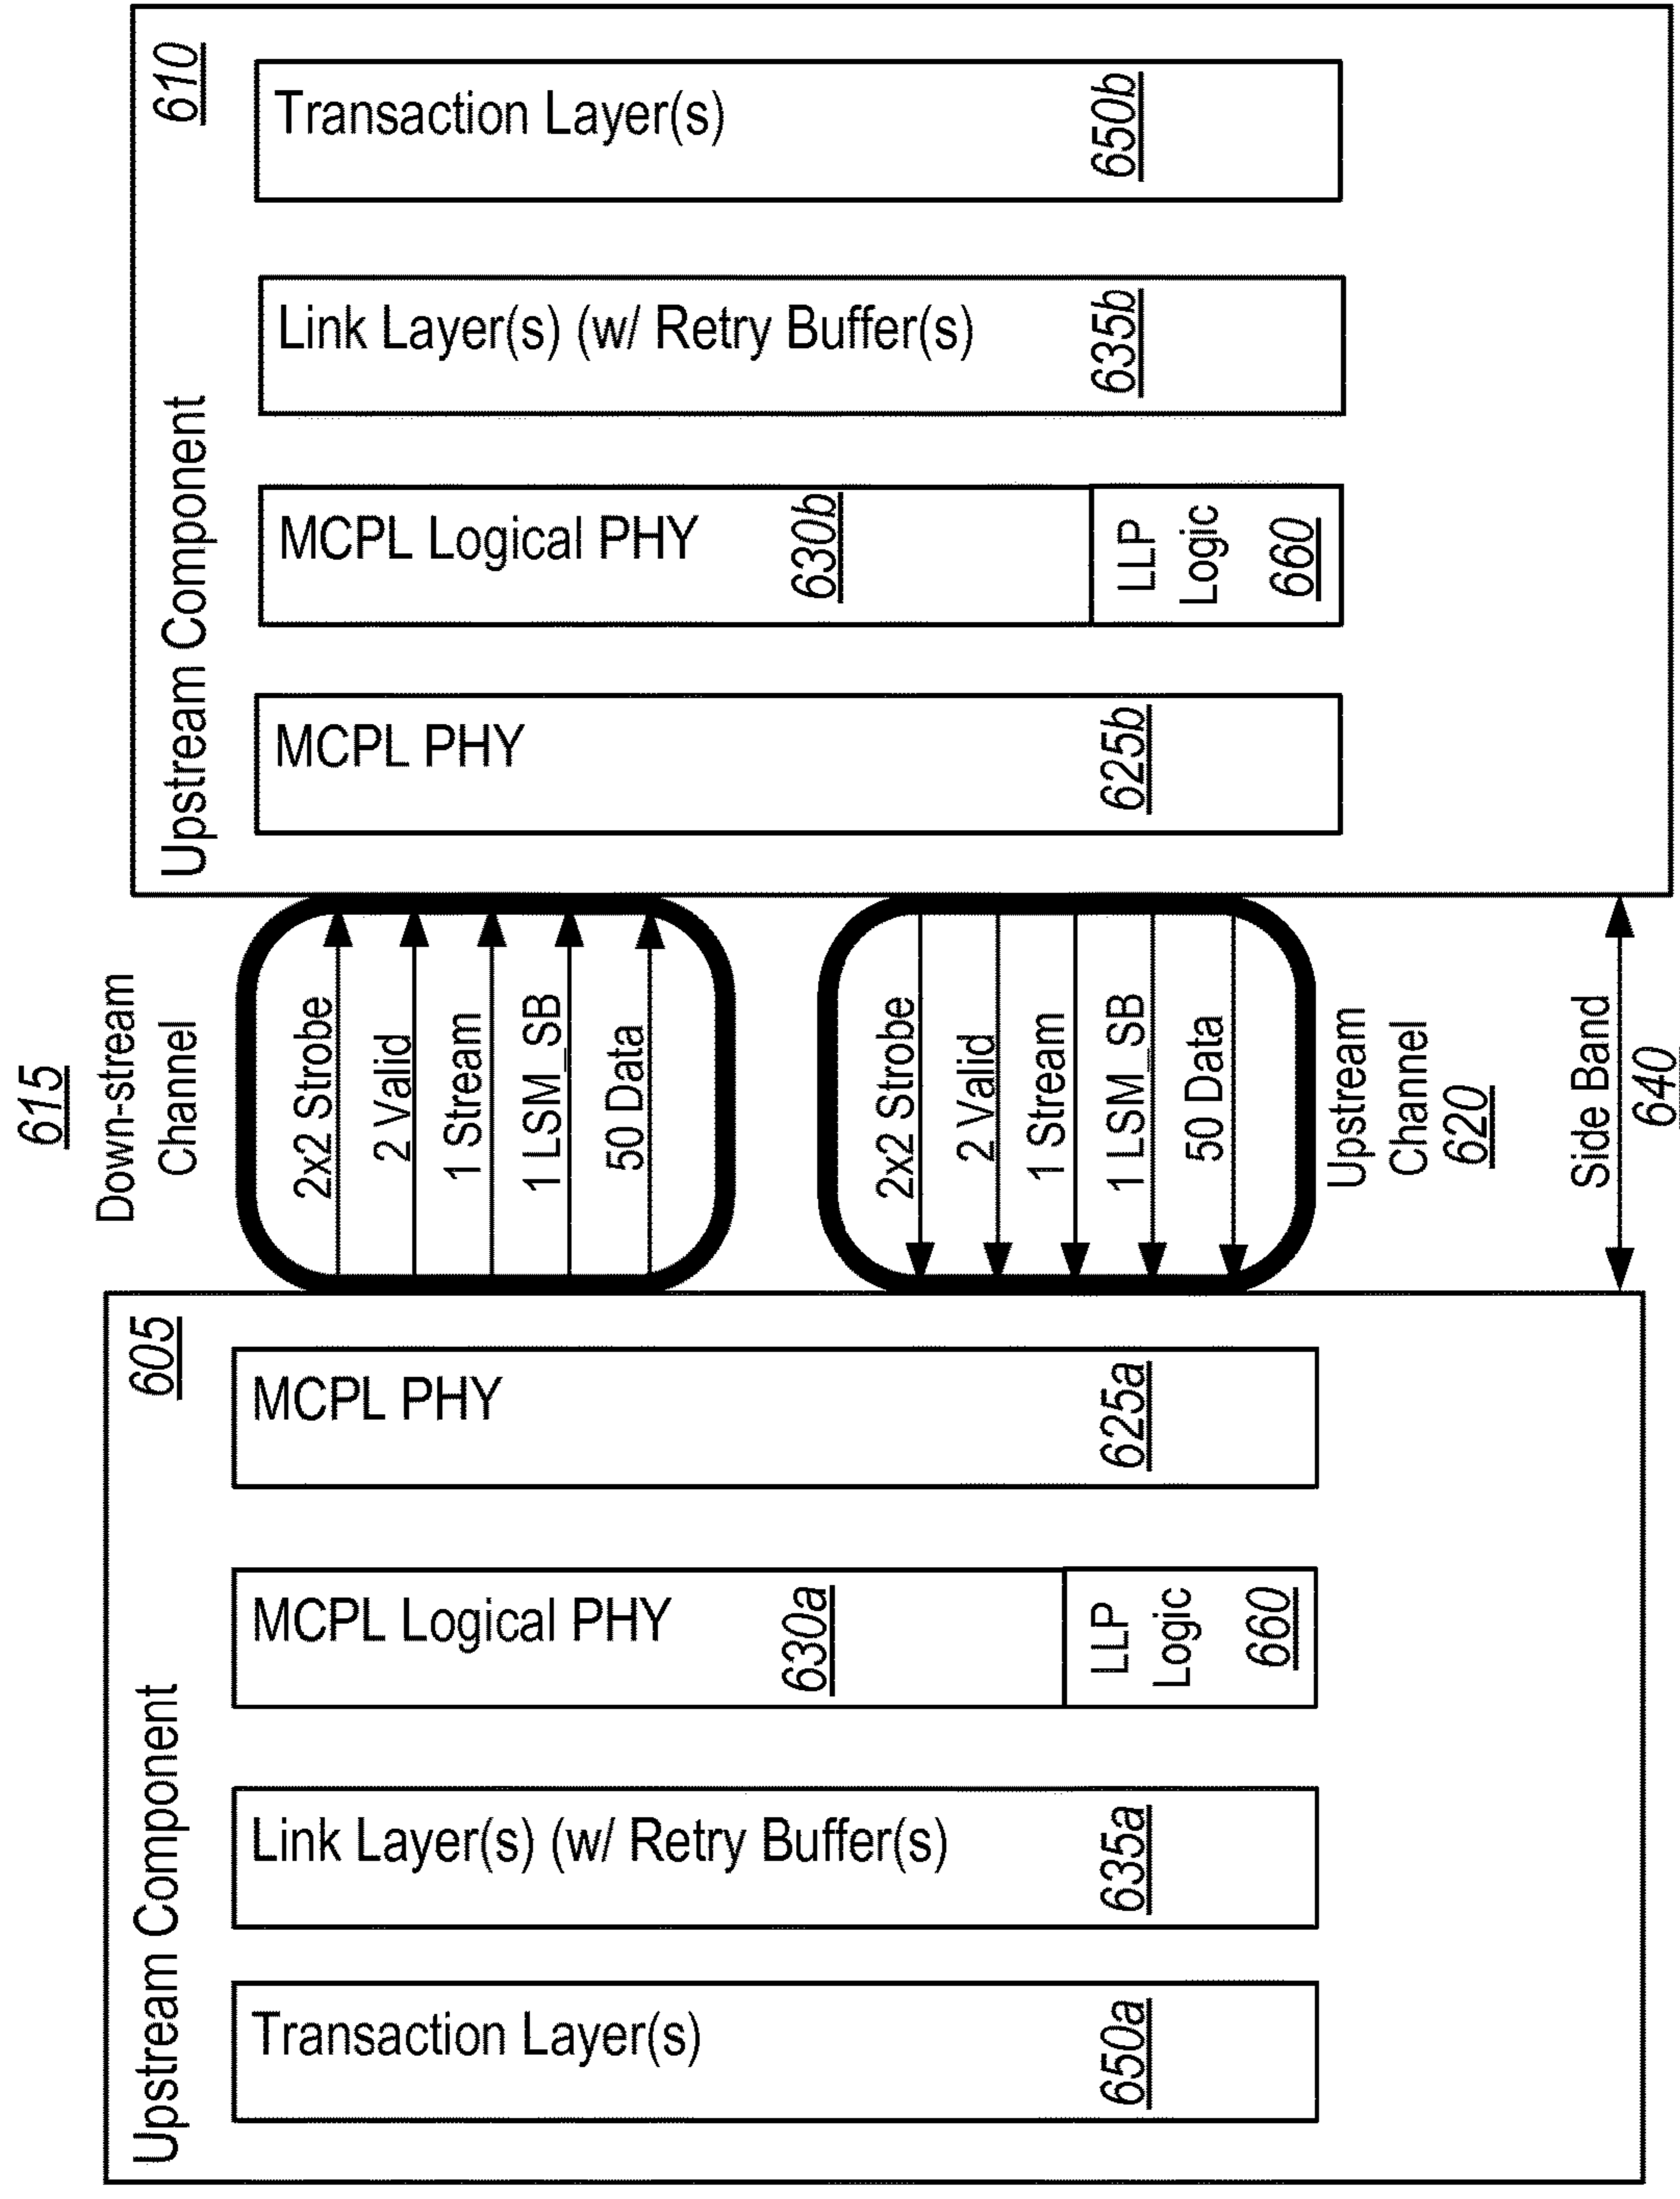 Upstream Component
605
Transaction Layer(s)
650a
Link Layer(s) (w/ Retry Buffer(s)
635a
MCPL Logical PHY
630a
LLP
Logic
660
MCPL PHY
625a
615
Down-stream
Channel
2x2 Strobe
2 Valid
1 Stream
1 LSM_SB
50 Data
2x2 Strobe
2 Valid
1 Stream
1 LSM_SB
50 Data
Upstream
Channel
620
Side Band
640
Upstream Component
610
MCPL PHY
625b
MCPL Logical PHY
630b
LLP
Logic
660
Link Layer(s) (w/ Retry Buffer(s)
635b
Transaction Layer(s)
650b